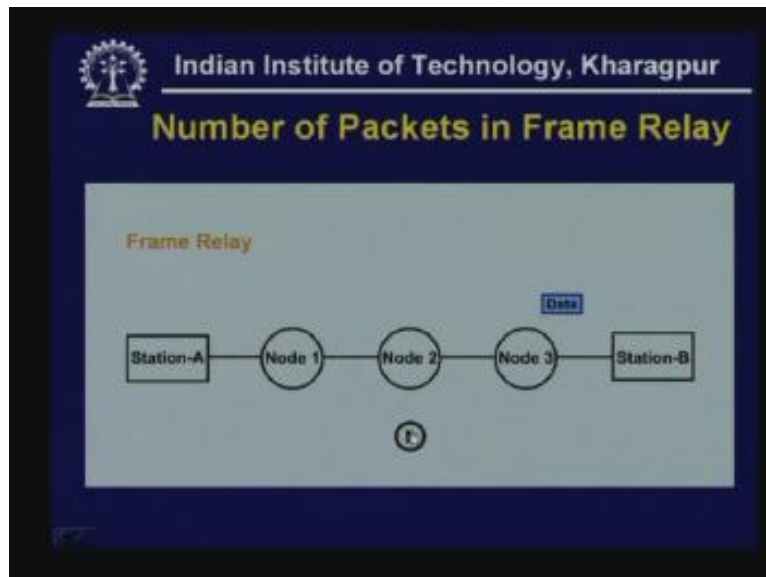 Indian Institute of Technology, Kharagpur
Number of Packets in Frame Relay
Frame Relay
Data
Station-A
Node 1
Node 2
Node 3
Station-B